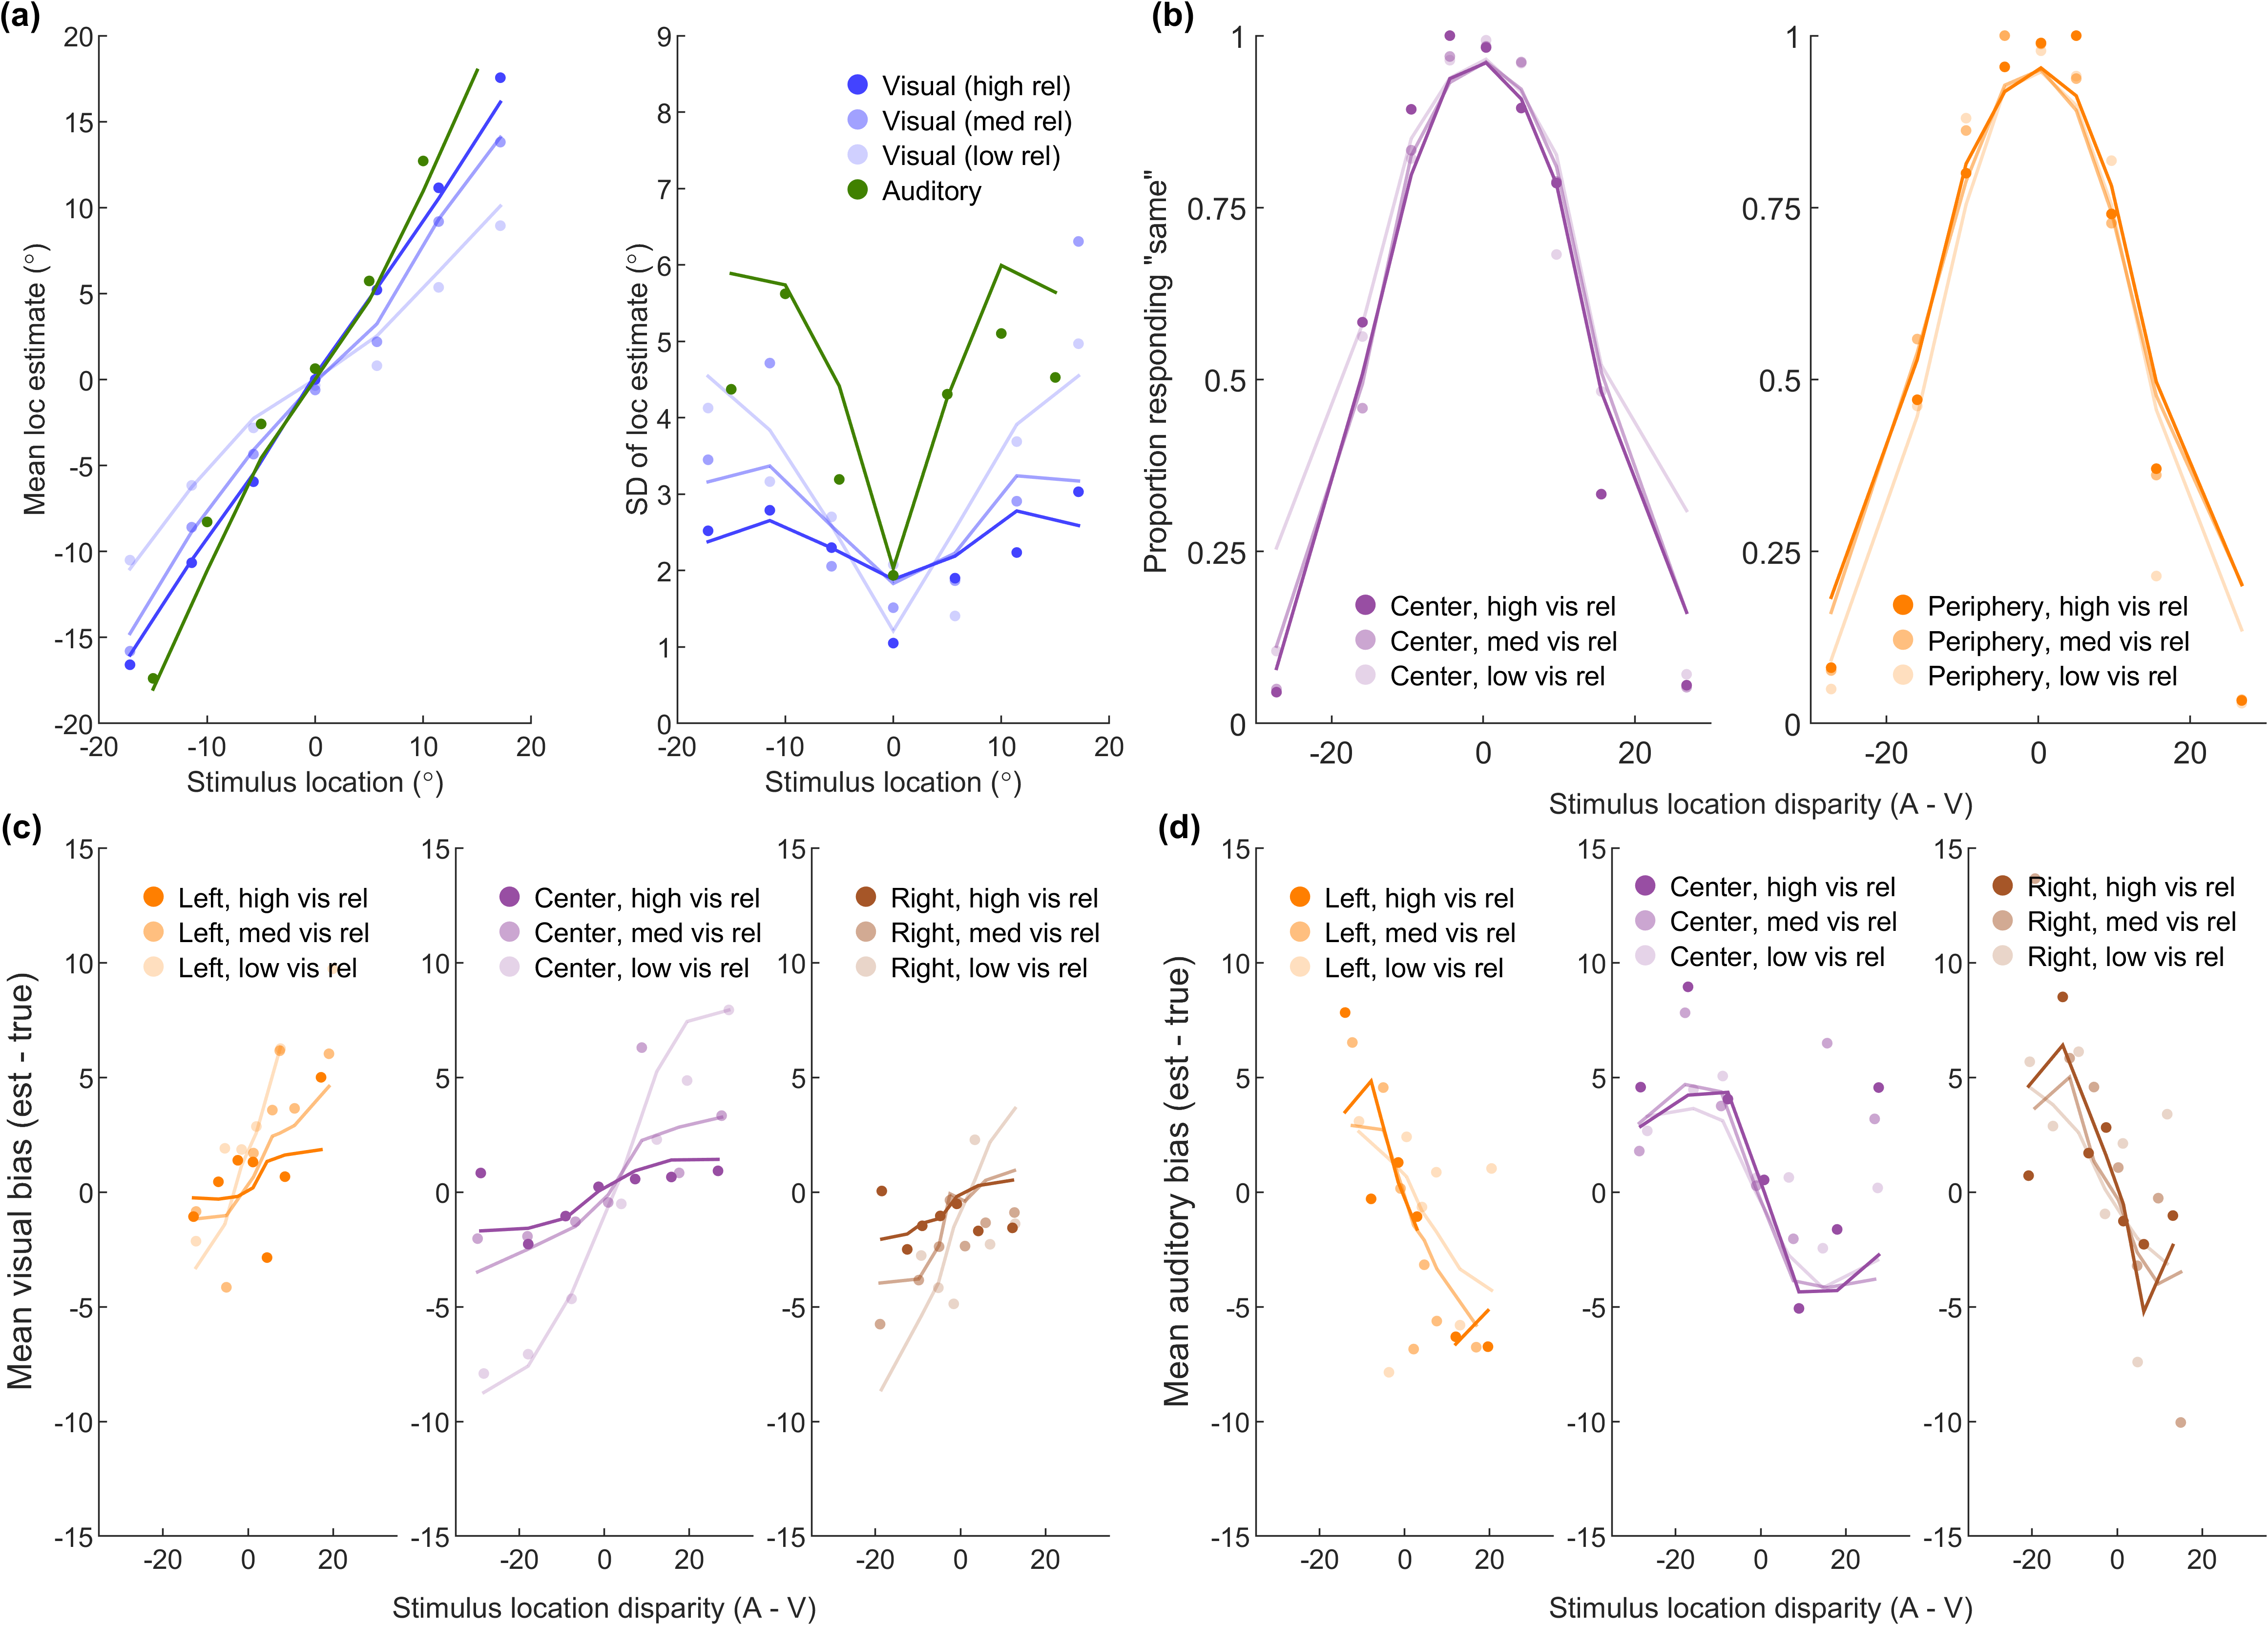 (a)
20
15
10
5
0
-5
-10
-15
-20
-20
-10
0
10
20
Mean loc estimate (°)
Stimulus location (°)
9
8
7
6
5
4
3
2
1
0
-20
-10
0
10
20
SD of loc estimate (°)
Stimulus location (°)
Visual (high rel)
Visual (med rel)
Visual (low rel)
Auditory
(b)
1
0.75
0.5
0.25
0
-20
0
20
Proportion responding "same"
Center, high vis rel
Center, med vis rel
Center, low vis rel
1
0.75
0.5
0.25
0
-20
0
20
Periphery, high vis rel
Periphery, med vis rel
Periphery, low vis rel
Stimulus location disparity (A - V)
(c)
15
10
5
0
-5
-10
-15
-20
0
20
Mean visual bias (est - true)
Left, high vis rel
Left, med vis rel
Left, low vis rel
15
10
5
0
-5
-10
-15
-20
0
20
Center, high vis rel
Center, med vis rel
Center, low vis rel
15
10
5
0
-5
-10
-15
-20
0
20
Right, high vis rel
Right, med vis rel
Right, low vis rel
Stimulus location disparity (A - V)
(d)
15
10
5
0
-5
-10
-15
-20
0
20
Mean auditory bias (est - true)
Left, high vis rel
Left, med vis rel
Left, low vis rel
15
10
5
0
-5
-10
-15
-20
0
20
Center, high vis rel
Center, med vis rel
Center, low vis rel
15
10
5
0
-5
-10
-15
-20
0
20
Right, high vis rel
Right, med vis rel
Right, low vis rel
Stimulus location disparity (A - V)